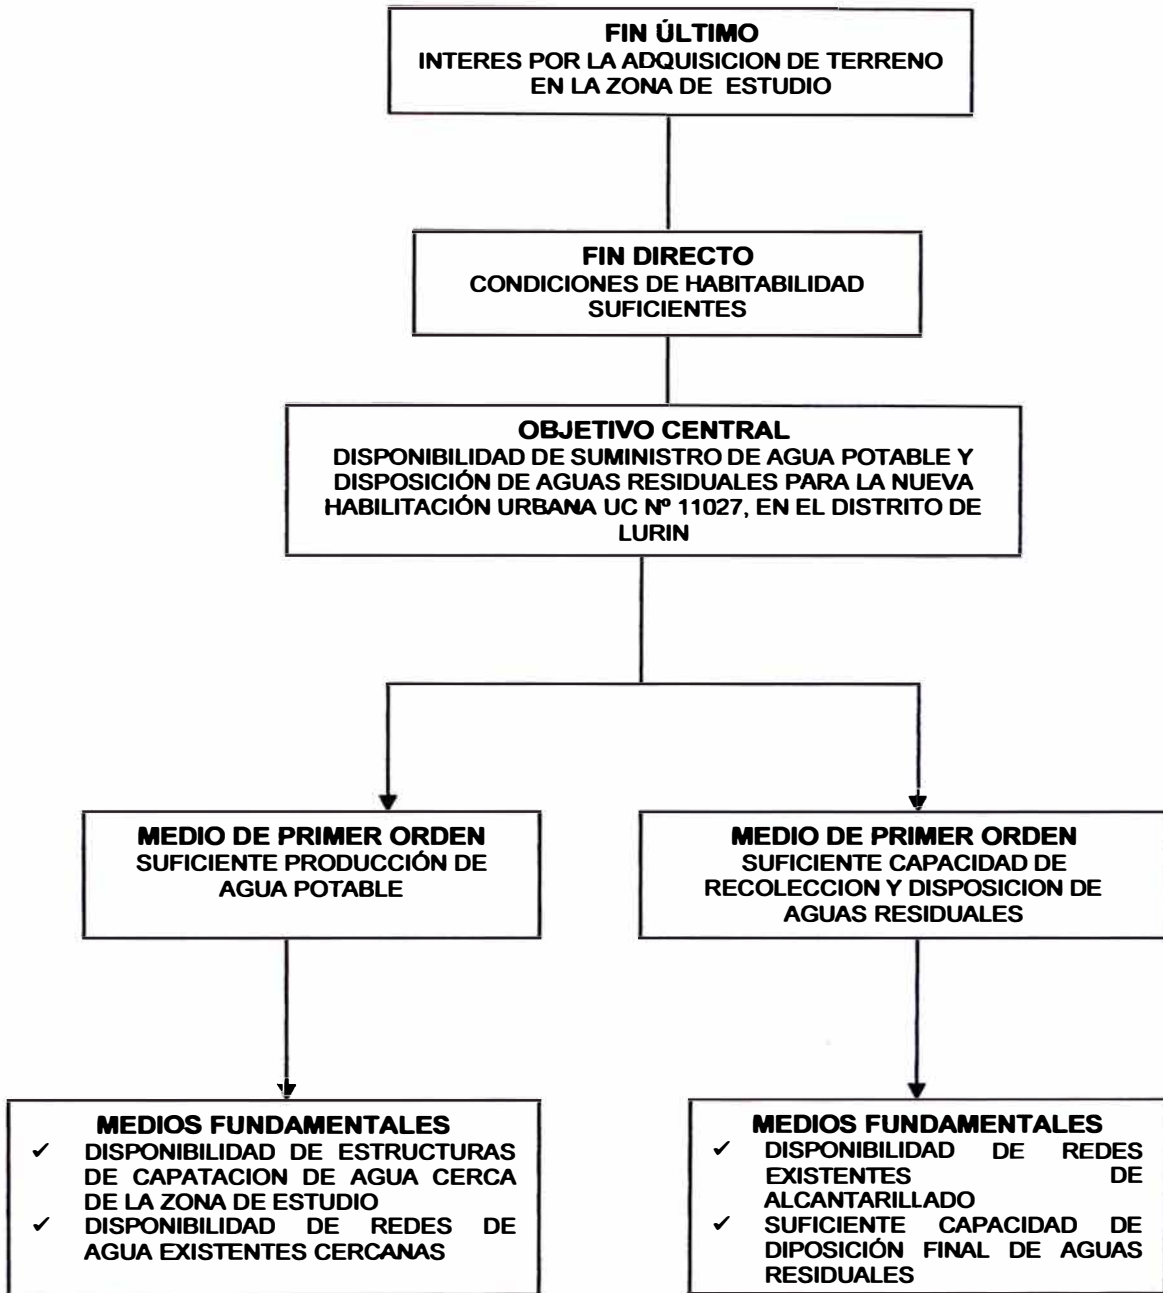 FIN ÚLTIMO
INTERES POR LA ADQUISICION DE TERRENO
EN LA ZONA DE ESTUDIO
FIN DIRECTO
CONDICIONES DE HABITABILIDAD
SUFICIENTES
OBJETIVO CENTRAL
DISPONIBILIDAD DE SUMINISTRO DE AGUA POTABLE Y
DISPOSICIÓN DE AGUAS RESIDUALES PARA LA NUEVA
HABILITACIÓN URBANA UC Nº 11027, EN EL DISTRITO DE
LURIN
MEDIO DE PRIMER ORDEN
SUFICIENTE PRODUCCIÓN DE
AGUA POTABLE
MEDIO DE PRIMER ORDEN
SUFICIENTE CAPACIDAD DE
RECOLECCION Y DISPOSICION DE
AGUAS RESIDUALES
MEDIOS FUNDAMENTALES
✓ DISPONIBILIDAD DE ESTRUCTURAS
DE CAPATACION DE AGUA CERCA
DE LA ZONA DE ESTUDIO
✓ DISPONIBILIDAD DE REDES DE
AGUA EXISTENTES CERCANAS
MEDIOS FUNDAMENTALES
✓ DISPONIBILIDAD DE REDES
EXISTENTES DE
ALCANTARILLADO
✓ SUFICIENTE CAPACIDAD DE
DIPOSICIÓN FINAL DE AGUAS
RESIDUALES